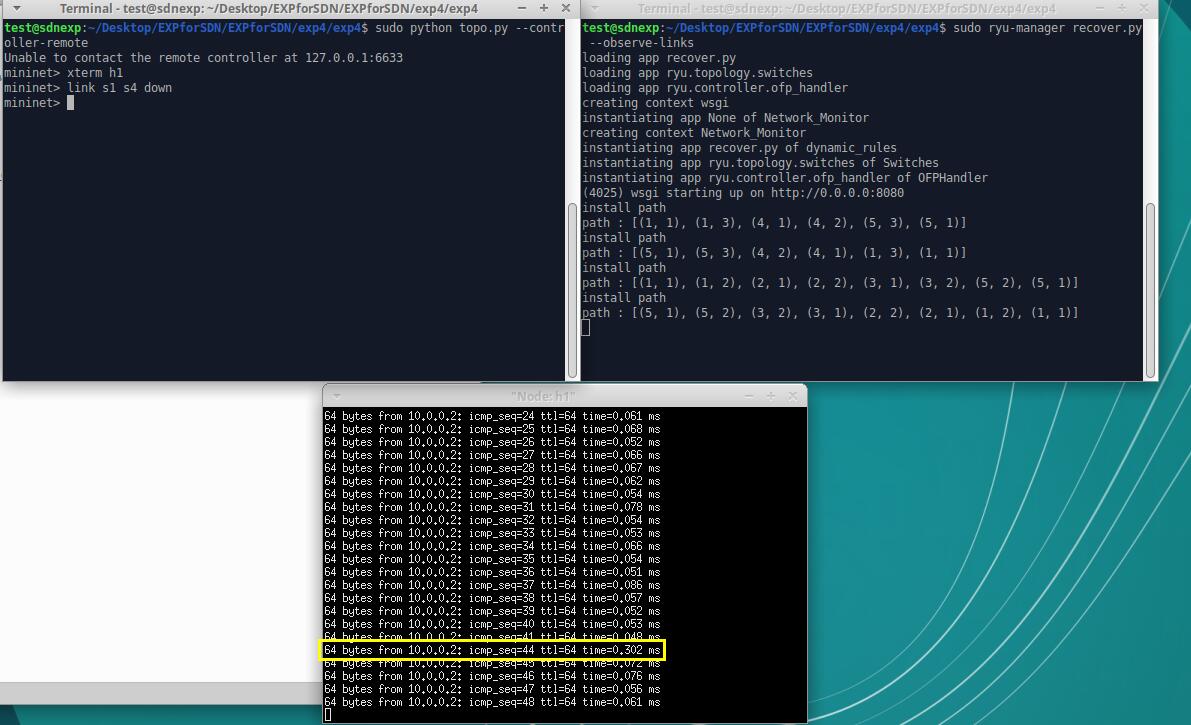 Terminal - test@sdnexp: ~/Desktop/EXPforSDN/EXPforSDN/exp4/exp4
test@sdnexp:~/Desktop/EXPforSDN/EXPforSDN/exp4/exp4$ sudo python topo.py --contr
oller-remote
Unable to contact the remote controller at 127.0.0.1:6633
mininet> xterm h1
mininet> link s1 s4 down
mininet>
Terminal - test@sdnexp: ~/Desktop/EXPforSDN/EXPforSDN/exp4/exp4
test@sdnexp:~/Desktop/EXPforSDN/EXPforSDN/exp4/exp4$ sudo ryu-manager recover.py
--observe-links
loading app recover.py
loading app ryu.topology.switches
loading app ryu.controller.ofp_handler
creating context wsgi
instantiating app None of Network_Monitor
creating context Network_Monitor
instantiating app recover.py of dynamic_rules
instantiating app ryu.topology.switches of Switches
instantiating app ryu.controller.ofp_handler of OFPHandler
(4025) wsgi starting up on http://0.0.0.0:8080
install path
path : [(1, 1), (1, 3), (4, 1), (4, 2), (5, 3), (5, 1)]
install path
path : [(5, 1), (5, 3), (4, 2), (4, 1), (1, 3), (1, 1)]
install path
path : [(1, 1), (1, 2), (2, 1), (2, 2), (3, 1), (3, 2), (5, 2), (5, 1)]
install path
path : [(5, 1), (5, 2), (3, 2), (3, 1), (2, 2), (2, 1), (1, 2), (1, 1)]
"Node: h1"
64 bytes from 10.0.0.2: icmp_seq=24 ttl=64 time=0.061 ms
64 bytes from 10.0.0.2: icmp_seq=25 ttl=64 time=0.068 ms
64 bytes from 10.0.0.2: icmp_seq=26 ttl=64 time=0.052 ms
64 bytes from 10.0.0.2: icmp_seq=27 ttl=64 time=0.066 ms
64 bytes from 10.0.0.2: icmp_seq=28 ttl=64 time=0.067 ms
64 bytes from 10.0.0.2: icmp_seq=29 ttl=64 time=0.062 ms
64 bytes from 10.0.0.2: icmp_seq=30 ttl=64 time=0.054 ms
64 bytes from 10.0.0.2: icmp_seq=31 ttl=64 time=0.078 ms
64 bytes from 10.0.0.2: icmp_seq=32 ttl=64 time=0.054 ms
64 bytes from 10.0.0.2: icmp_seq=33 ttl=64 time=0.053 ms
64 bytes from 10.0.0.2: icmp_seq=34 ttl=64 time=0.066 ms
64 bytes from 10.0.0.2: icmp_seq=35 ttl=64 time=0.054 ms
64 bytes from 10.0.0.2: icmp_seq=36 ttl=64 time=0.051 ms
64 bytes from 10.0.0.2: icmp_seq=37 ttl=64 time=0.086 ms
64 bytes from 10.0.0.2: icmp_seq=38 ttl=64 time=0.057 ms
64 bytes from 10.0.0.2: icmp_seq=39 ttl=64 time=0.052 ms
64 bytes from 10.0.0.2: icmp_seq=40 ttl=64 time=0.053 ms
64 bytes from 10.0.0.2: icmp_seq=41 ttl=64 time=0.048 ms
64 bytes from 10.0.0.2: icmp_seq=44 ttl=64 time=0.302 ms
64 bytes from 10.0.0.2: icmp_seq=45 ttl=64 time=0.072 ms
64 bytes from 10.0.0.2: icmp_seq=46 ttl=64 time=0.076 ms
64 bytes from 10.0.0.2: icmp_seq=47 ttl=64 time=0.056 ms
64 bytes from 10.0.0.2: icmp_seq=48 ttl=64 time=0.061 ms